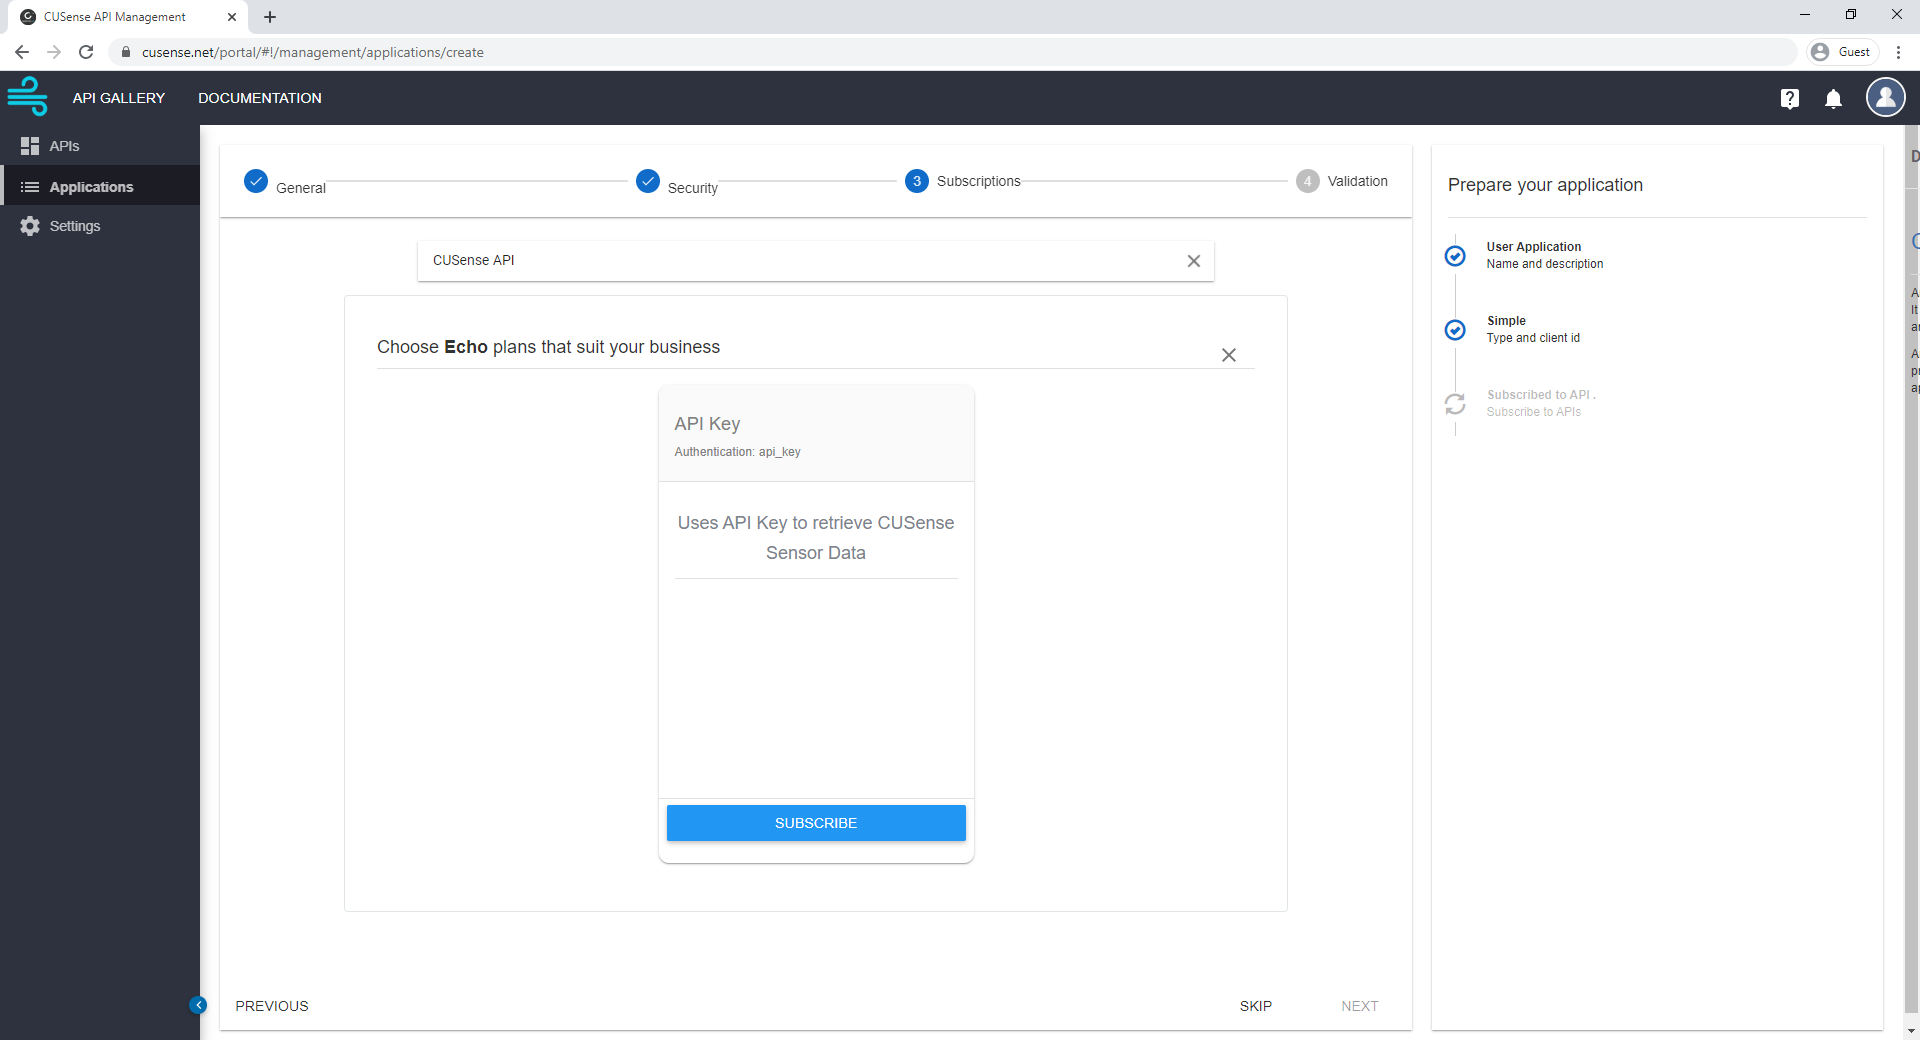 CUSense API Management
cusense.net/portal/#!/management/applications/create
Guest
API GALLERY
DOCUMENTATION
APIs
Applications
Settings
General
Security
3
Subscriptions
4
Validation
CUSense API
Choose Echo plans that suit your business
API Key
Authentication: api_key
Uses API Key to retrieve CUSense
Sensor Data
SUBSCRIBE
PREVIOUS
SKIP
NEXT
Prepare your application
User Application
Name and description
Simple
Type and client id
Subscribed to API .
Subscribe to APIs
It